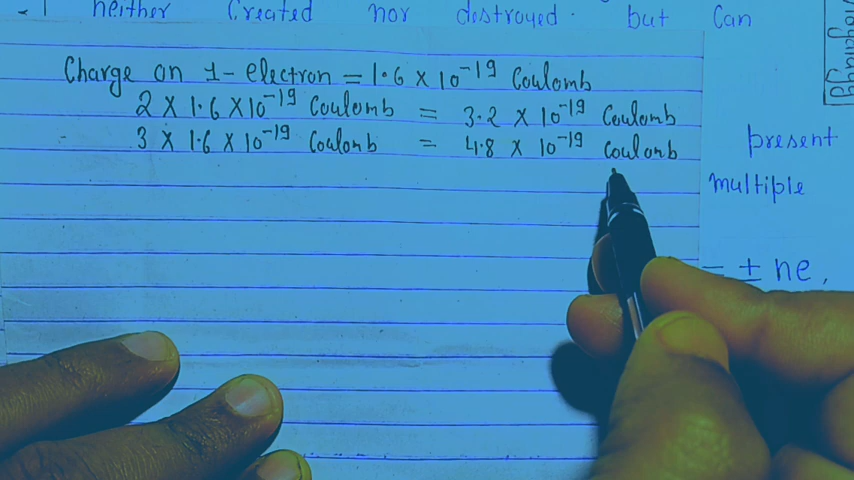 neither Created nor destroyed. but Can
Charge on 1-electron = 1.6 × 10⁻¹⁹ Coulomb
2 × 1.6 × 10⁻¹⁹ Coulomb = 3.2 × 10⁻¹⁹ Coulomb
3 × 1.6 × 10⁻¹⁹ Coulomb = 4.8 × 10⁻¹⁹ Coulomb
present
multiple
= ± ne,